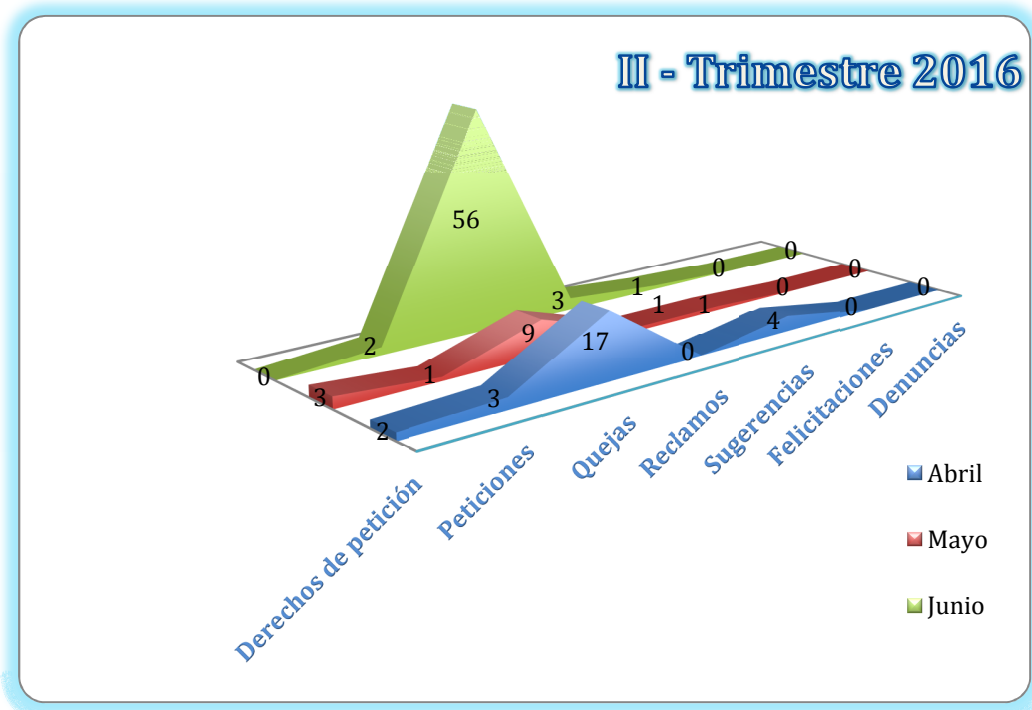 II - Trimestre 2016
0
2
56
3
1
0
0
3
1
9
1
1
0
0
2
3
17
0
4
0
0
Derechos de petición
Peticiones
Quejas
Reclamos
Sugerencias
Felicitaciones
Denuncias
Abril
Mayo
Junio